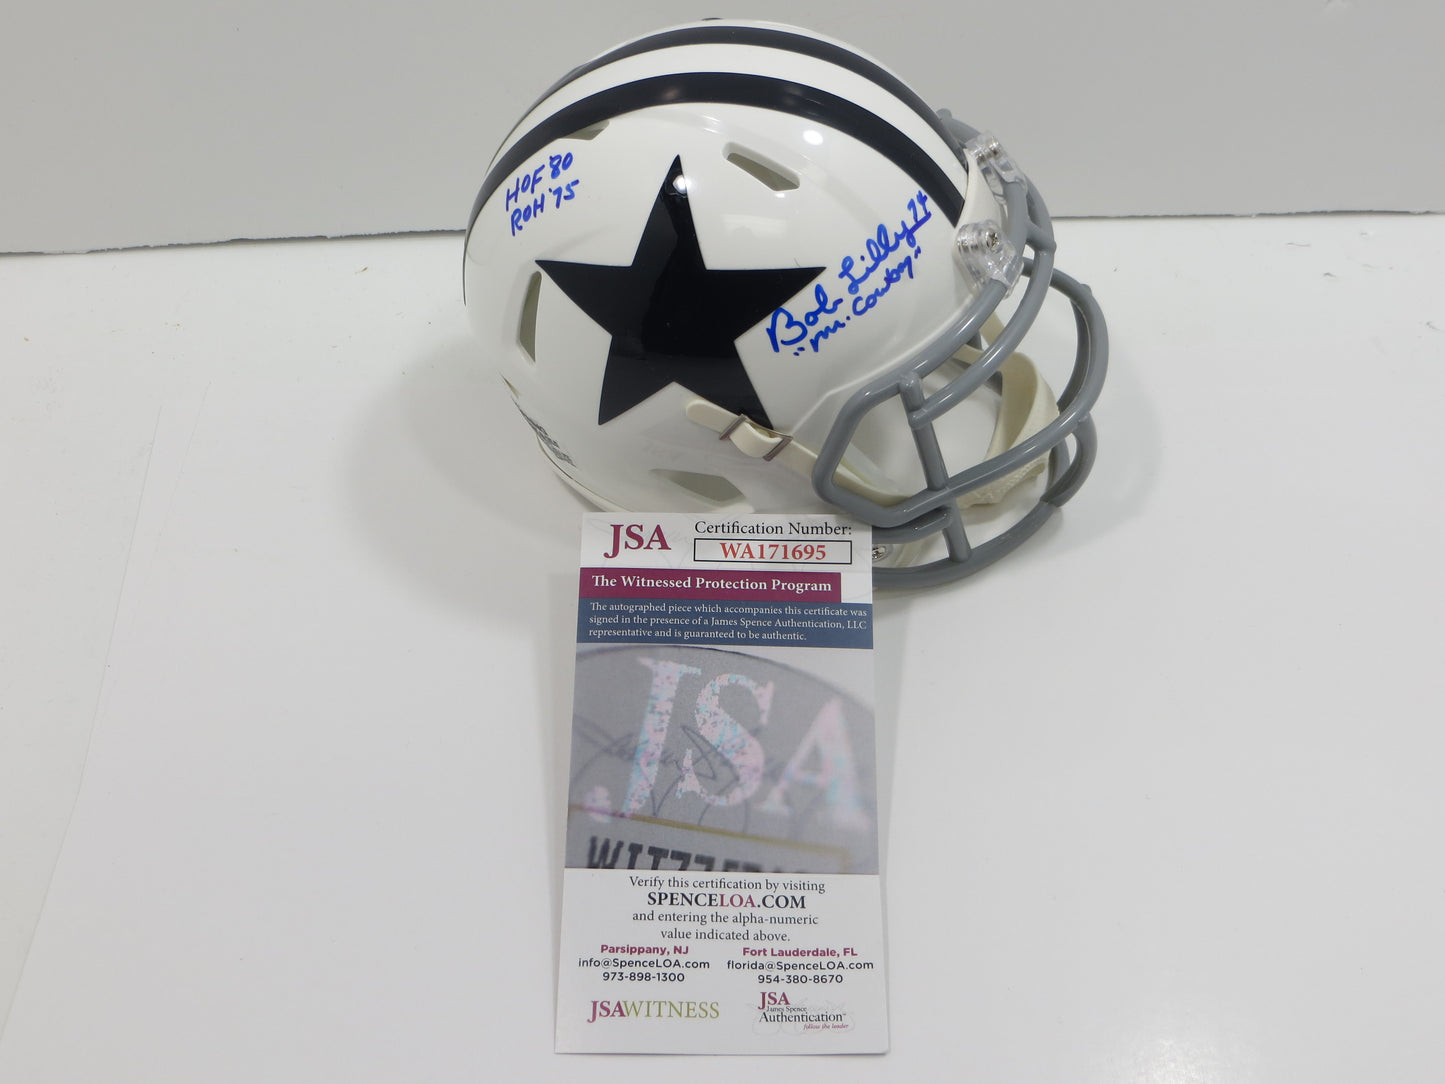 HOF '80
ROH '75
Bob Lilly 74
"Mr. Cowboy"
JSA
Certification Number:
WA171695
The Witnessed Protection Program
The autographed piece which accompanies this certificate was
signed in the presence of a James Spence Authentication, LLC
representative and is guaranteed to be authentic.
JSA
Verify this certification by visiting
SPENCELOA.COM
and entering the alpha-numeric
value indicated above.
Parsippany, NJ
info@SpenceLOA.com
973-898-1300
Fort Lauderdale, FL
florida@SpenceLOA.com
954-380-8670
JSAWITNESS
JSA
James Spence
Authentication
follow the leader